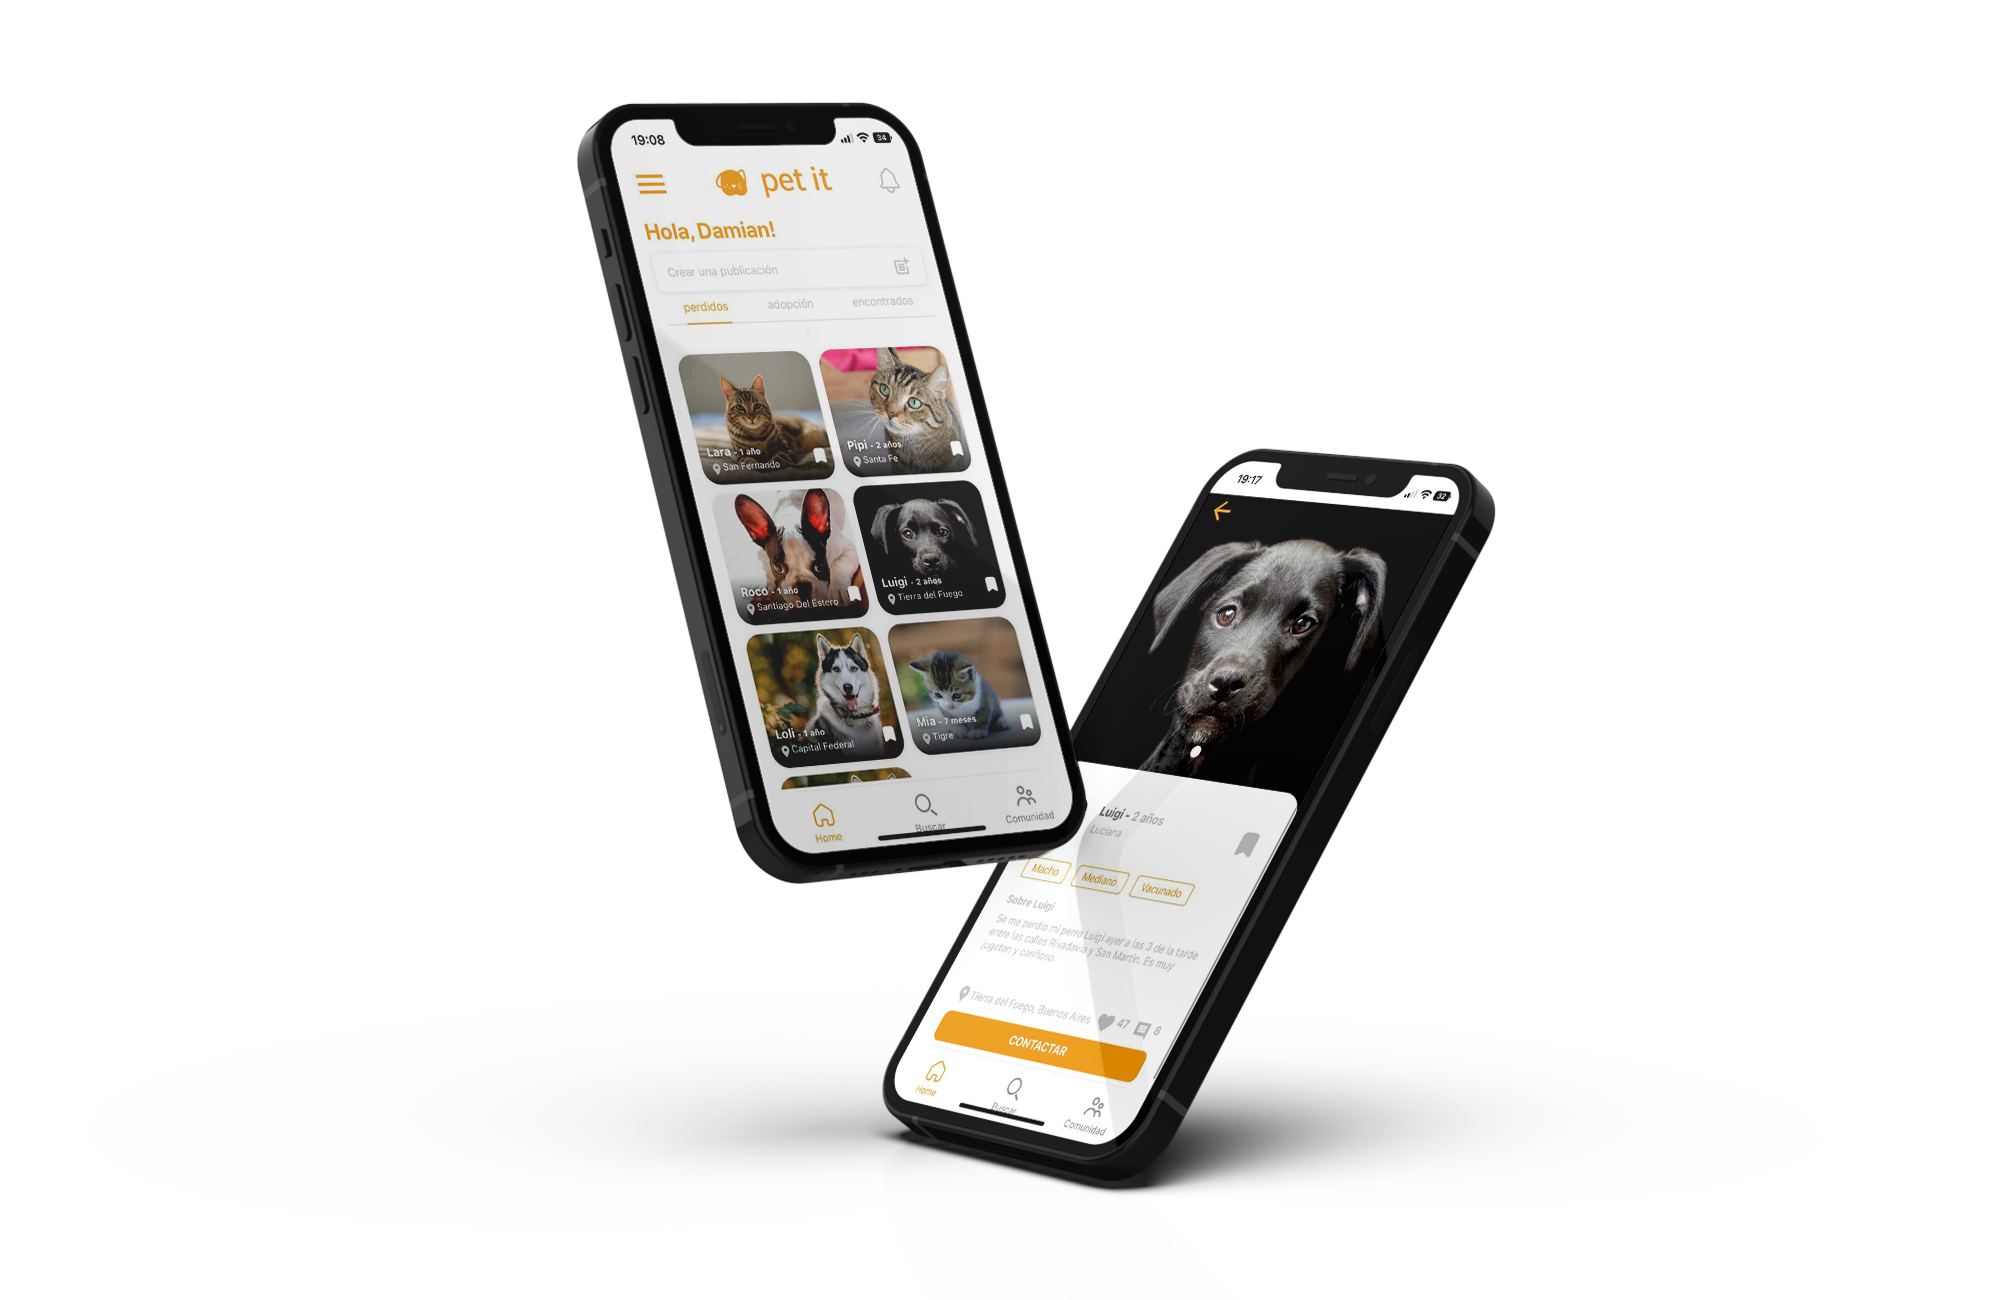 19:08
34
pet it
Hola, Damian!
Crear una publicación
perdidos adopción encontrados
Lara - 1 año
San Fernando
Pipi - 2 años
Santa Fe
Roco - 1 año
Santiago Del Estero
Luigi - 2 años
Tierra del Fuego
Loli - 1 año
Capital Federal
Mia - 7 meses
Tigre
Home Buscar Comunidad
19:17
32
Luigi - 2 años
Luciana
Macho Mediano Vacunado
Sobre Luigi
Se me perdio mi perro Luigi ayer a las 3 de la tarde
entre las calles Rivadavia y San Martín. Es muy
jugeton y cariñoso.
Tierra del Fuego, Buenos Aires 47 8
CONTACTAR
Home Buscar Comunidad